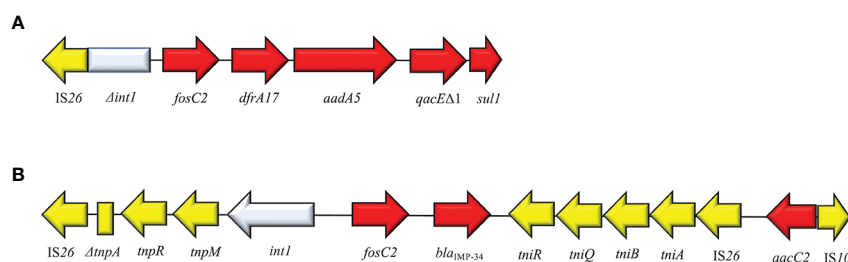 A
IS26 Δint1 fosC2 dfrA17 aadA5 qacEΔ1 sul1
B
IS26 ΔtnpA tnpR tnpM int1 fosC2 blaIMP-34 tniR tniQ tniB tniA IS26 aacC2 IS10